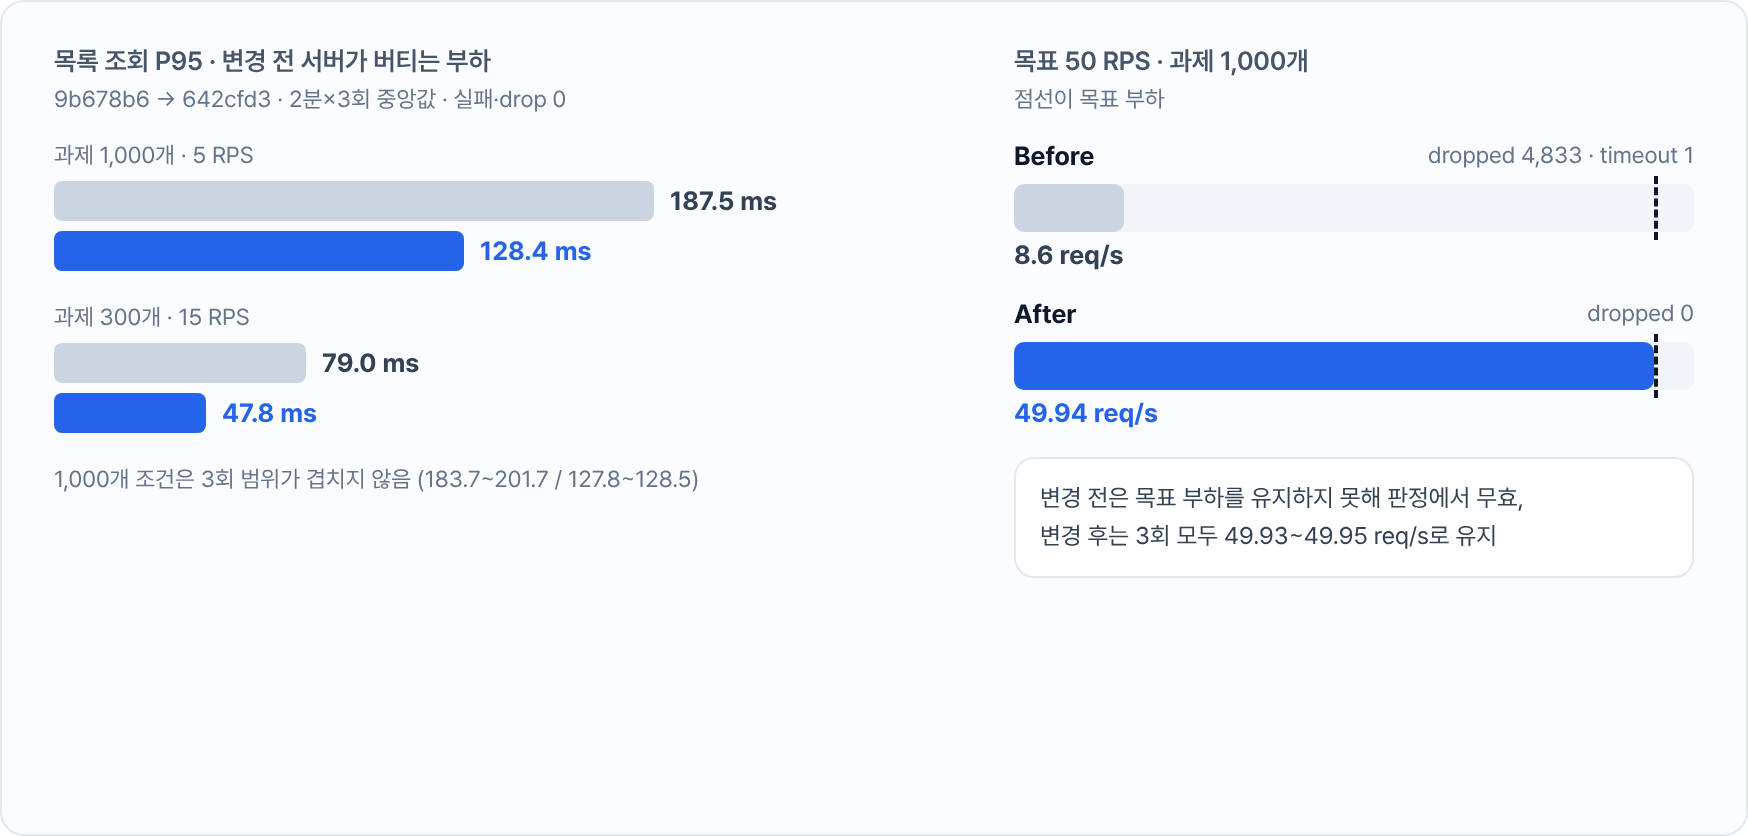 목록 조회 P95 · 변경 전 서버가 버티는 부하
9b678b6 → 642cfd3 · 2분×3회 중앙값 · 실패·drop 0
과제 1,000개 · 5 RPS
187.5 ms
128.4 ms
과제 300개 · 15 RPS
79.0 ms
47.8 ms
1,000개 조건은 3회 범위가 겹치지 않음 (183.7~201.7 / 127.8~128.5)
목표 50 RPS · 과제 1,000개
점선이 목표 부하
Before
dropped 4,833 · timeout 1
8.6 req/s
After
dropped 0
49.94 req/s
변경 전은 목표 부하를 유지하지 못해 판정에서 무효,
변경 후는 3회 모두 49.93~49.95 req/s로 유지